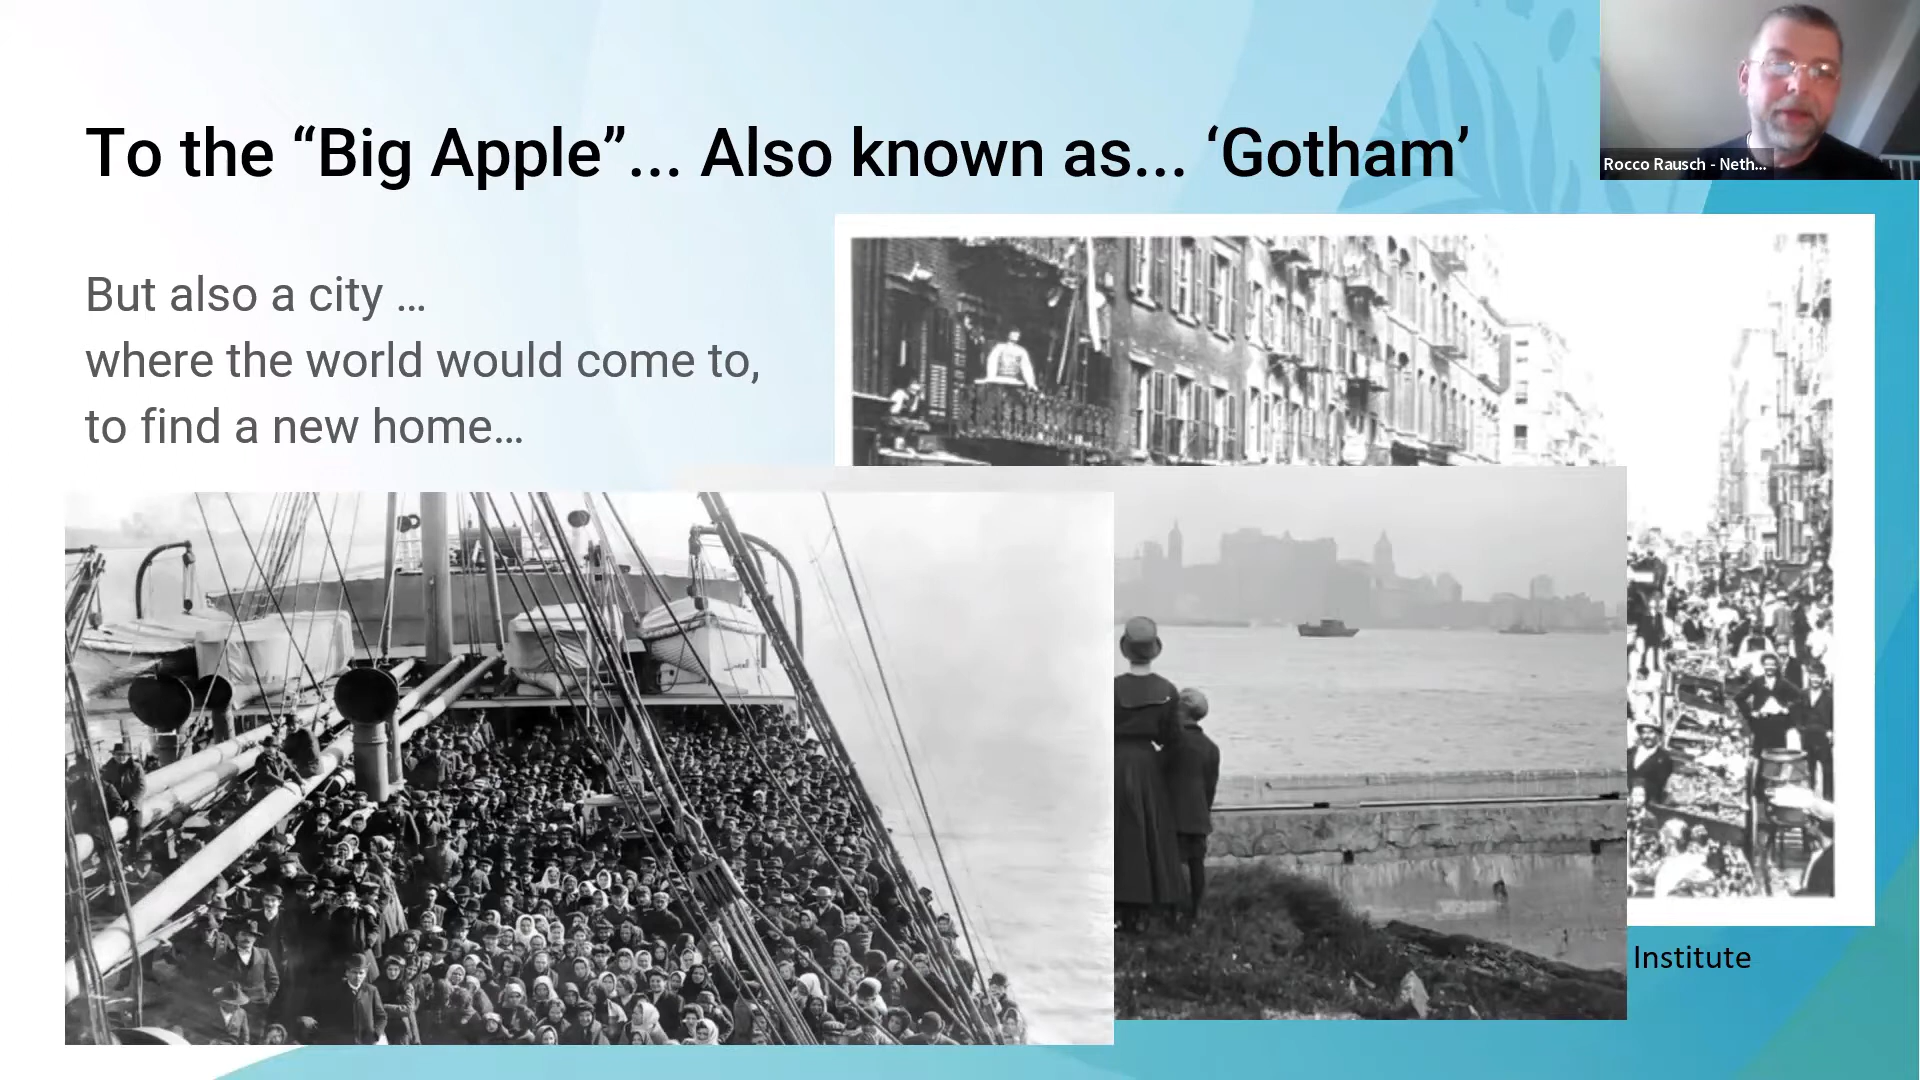 To the “Big Apple”... Also known as... ‘Gotham’
Rocco Rausch - Neth...
But also a city …
where the world would come to,
to find a new home…
Institute